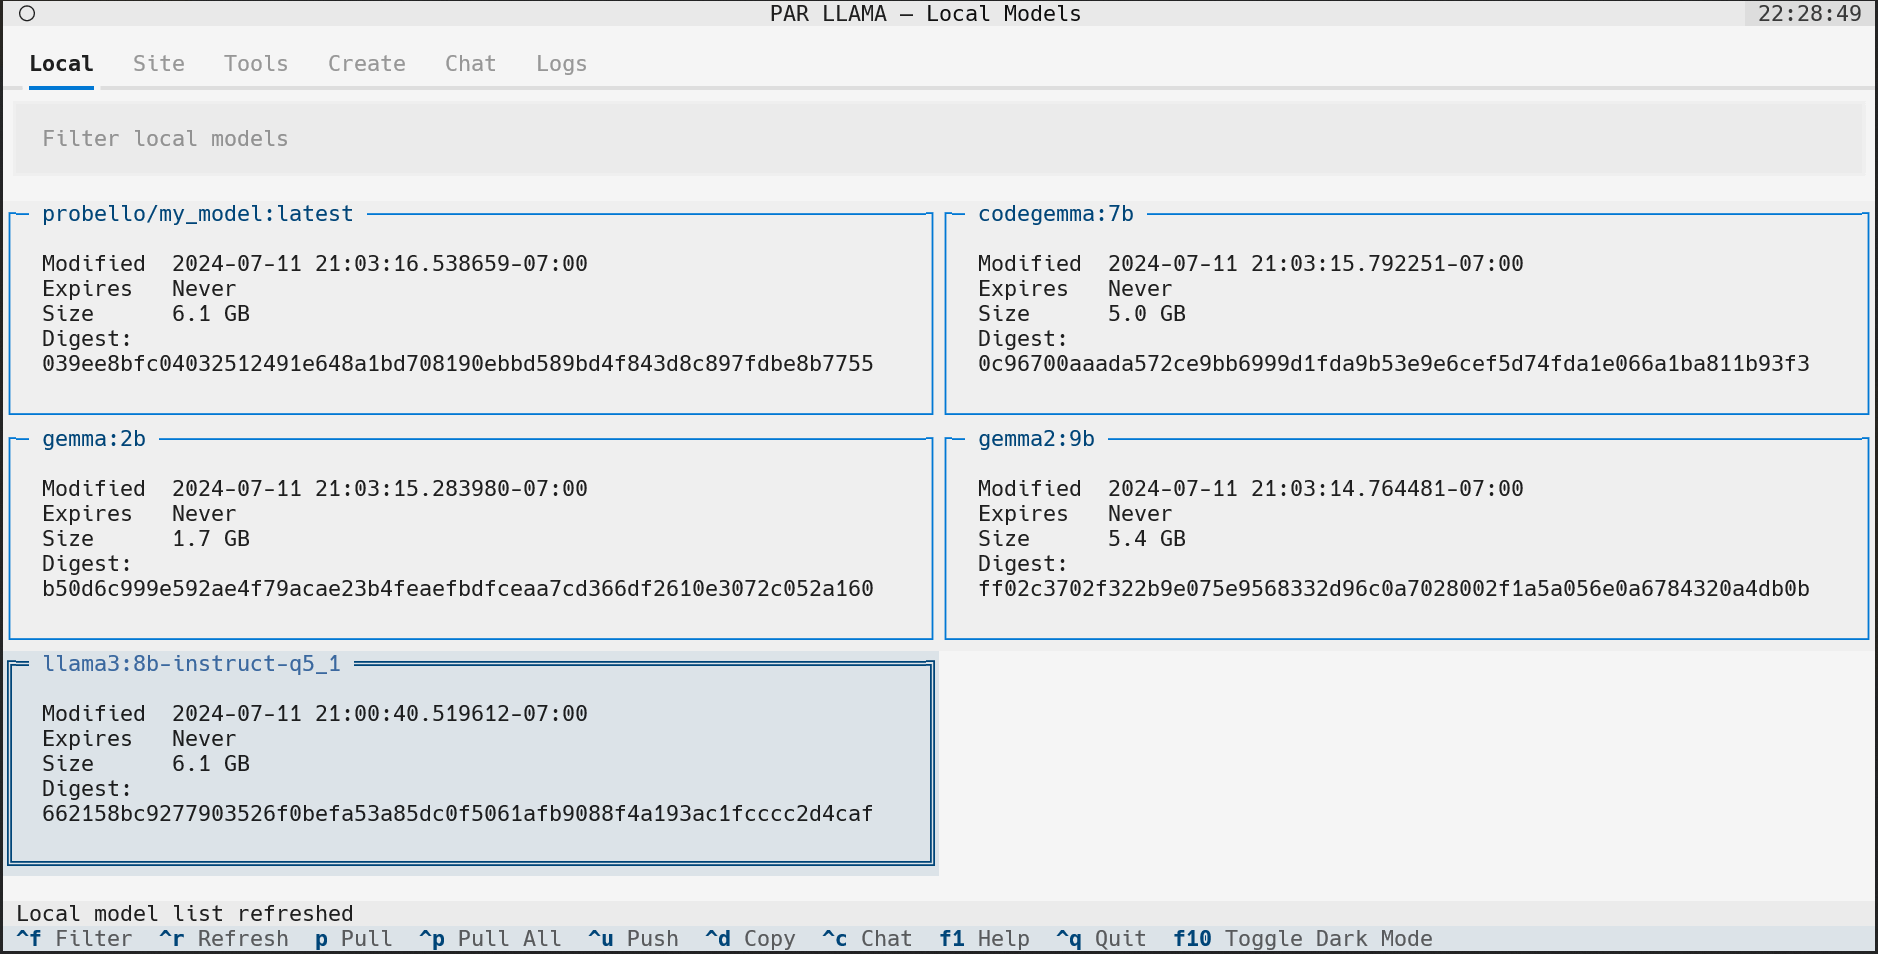 PAR LLAMA — Local Models 22:28:49
Local Site Tools Create Chat Logs
Filter local models
probello/my_model:latest
Modified 2024-07-11 21:03:16.538659-07:00
Expires Never
Size 6.1 GB
Digest:
039ee8bfc04032512491e648a1bd708190ebbd589bd4f843d8c897fdbe8b7755
codegemma:7b
Modified 2024-07-11 21:03:15.792251-07:00
Expires Never
Size 5.0 GB
Digest:
0c96700aaada572ce9bb6999d1fda9b53e9e6cef5d74fda1e066a1ba811b93f3
gemma:2b
Modified 2024-07-11 21:03:15.283980-07:00
Expires Never
Size 1.7 GB
Digest:
b50d6c999e592ae4f79acae23b4feaefbdfceaa7cd366df2610e3072c052a160
gemma2:9b
Modified 2024-07-11 21:03:14.764481-07:00
Expires Never
Size 5.4 GB
Digest:
ff02c3702f322b9e075e9568332d96c0a7028002f1a5a056e0a6784320a4db0b
llama3:8b-instruct-q5_1
Modified 2024-07-11 21:00:40.519612-07:00
Expires Never
Size 6.1 GB
Digest:
662158bc9277903526f0befa53a85dc0f5061afb9088f4a193ac1fcccc2d4caf
Local model list refreshed
^f Filter ^r Refresh p Pull ^p Pull All ^u Push ^d Copy ^c Chat f1 Help ^q Quit f10 Toggle Dark Mode